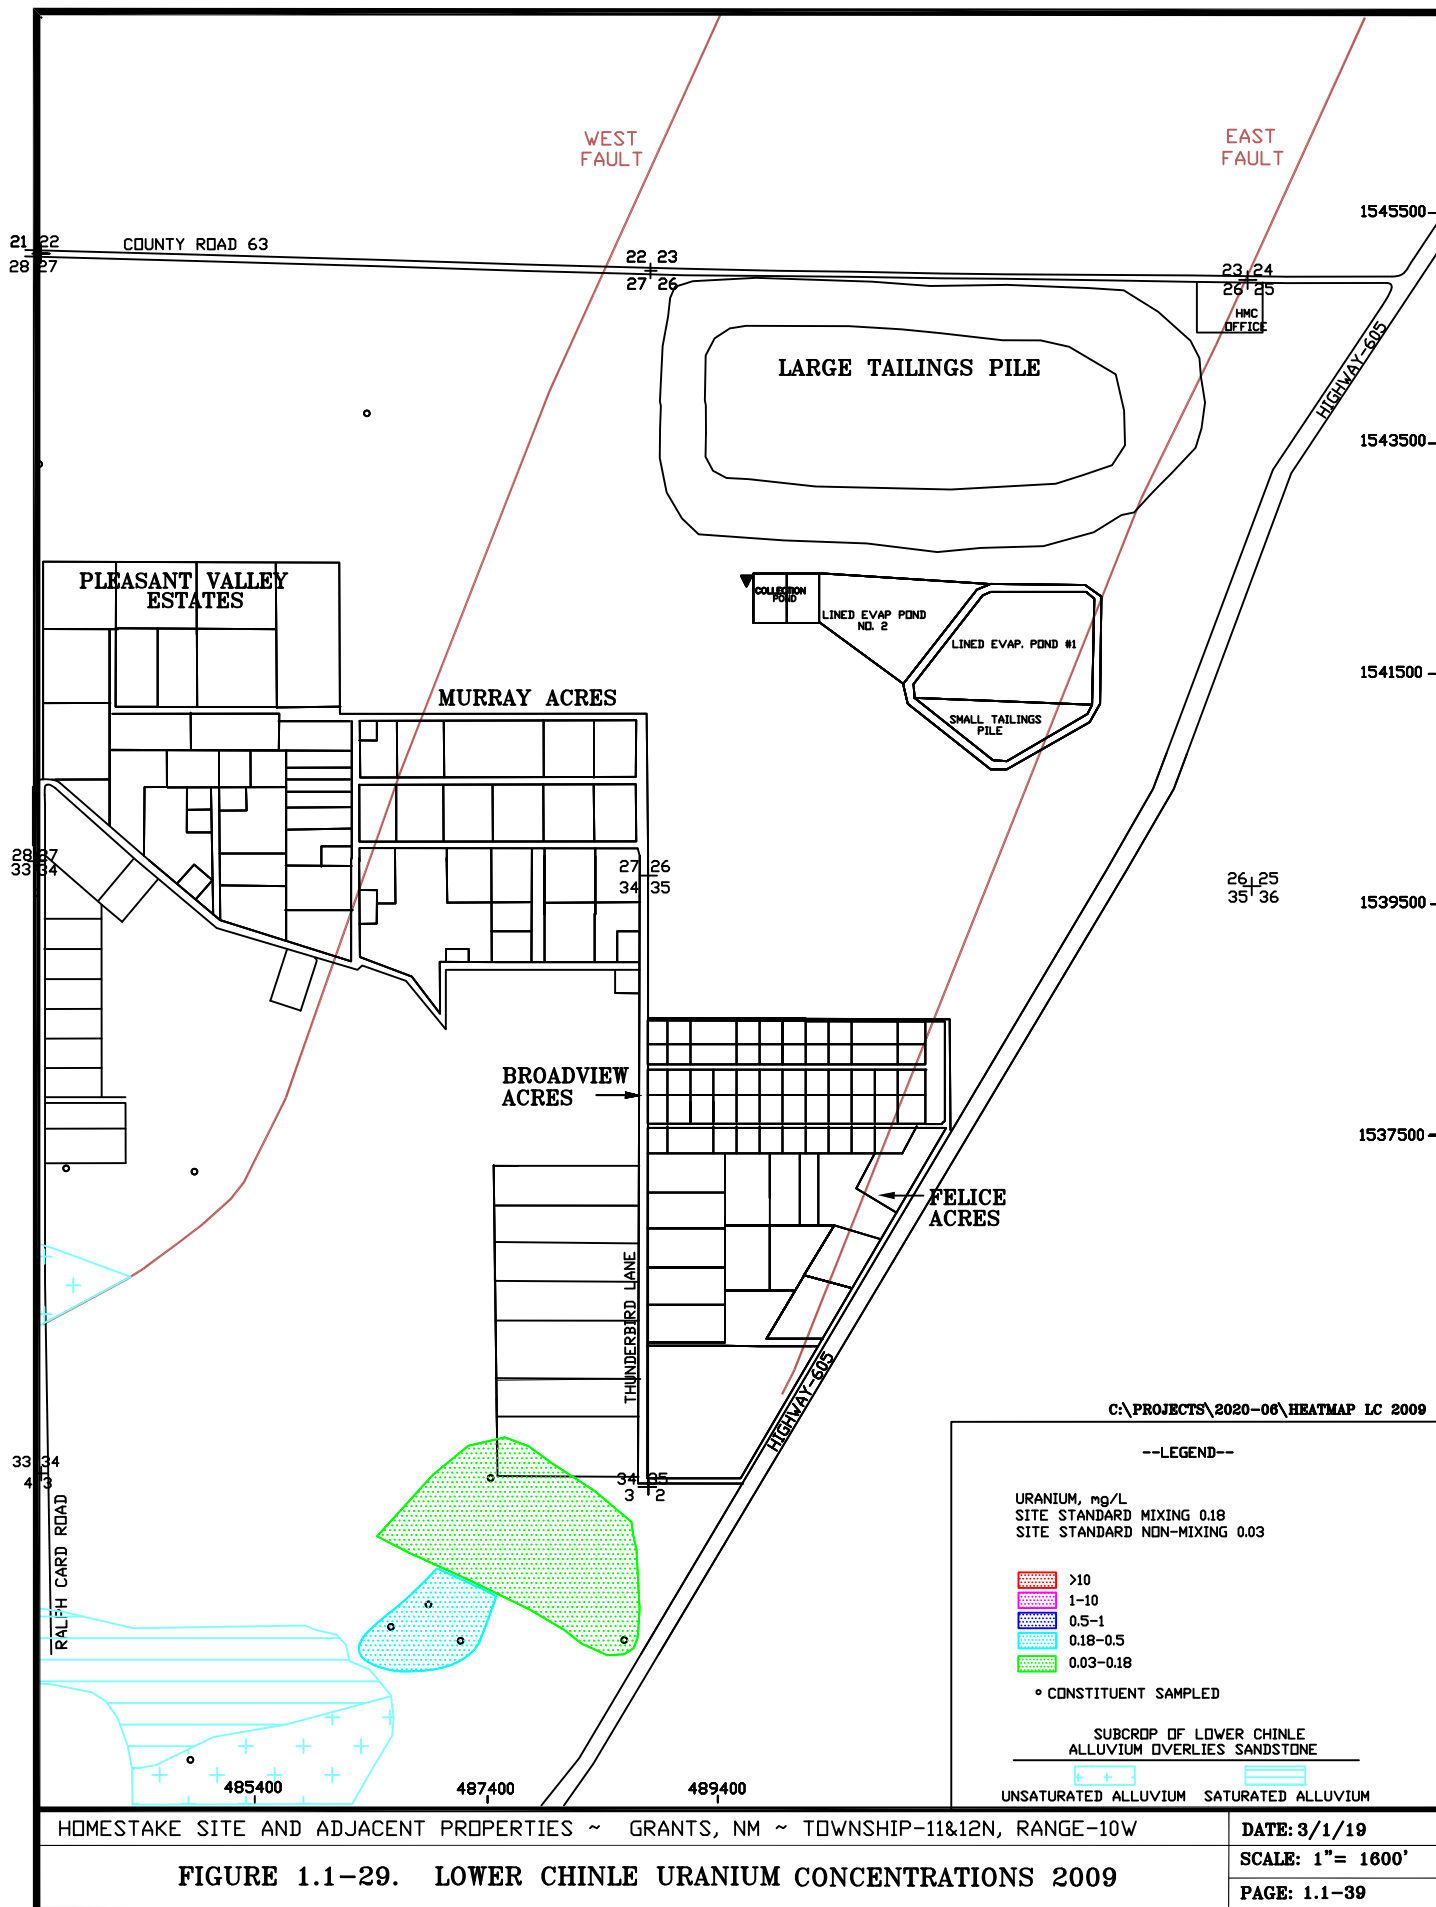 WEST
FAULT
EAST
FAULT
1545500
21 22
28 27
COUNTY ROAD 63
22 23
27 26
23 24
26 25
HMC
OFFICE
HIGHWAY-605
LARGE TAILINGS PILE
1543500
PLEASANT VALLEY
ESTATES
COLLECTION
POND
LINED EVAP POND
NO. 2
LINED EVAP. POND #1
1541500
MURRAY ACRES
SMALL TAILINGS
PILE
28 27
33 34
27 26
34 35
26 25
35 36
1539500
BROADVIEW
ACRES
1537500
FELICE
ACRES
THUNDERBIRD LANE
HIGHWAY-605
C:\PROJECTS\2020-06\HEATMAP LC 2009
--LEGEND--
33 34
4 3
34 35
3 2
RALPH CARD ROAD
URANIUM, mg/L
SITE STANDARD MIXING 0.18
SITE STANDARD NON-MIXING 0.03
>10
1-10
0.5-1
0.18-0.5
0.03-0.18
CONSTITUENT SAMPLED
SUBCROP OF LOWER CHINLE
ALLUVIUM OVERLIES SANDSTONE
UNSATURATED ALLUVIUM SATURATED ALLUVIUM
485400 487400 489400
HOMESTAKE SITE AND ADJACENT PROPERTIES ~ GRANTS, NM ~ TOWNSHIP-11&12N, RANGE-10W
DATE: 3/1/19
FIGURE 1.1-29. LOWER CHINLE URANIUM CONCENTRATIONS 2009
SCALE: 1"= 1600'
PAGE: 1.1-39